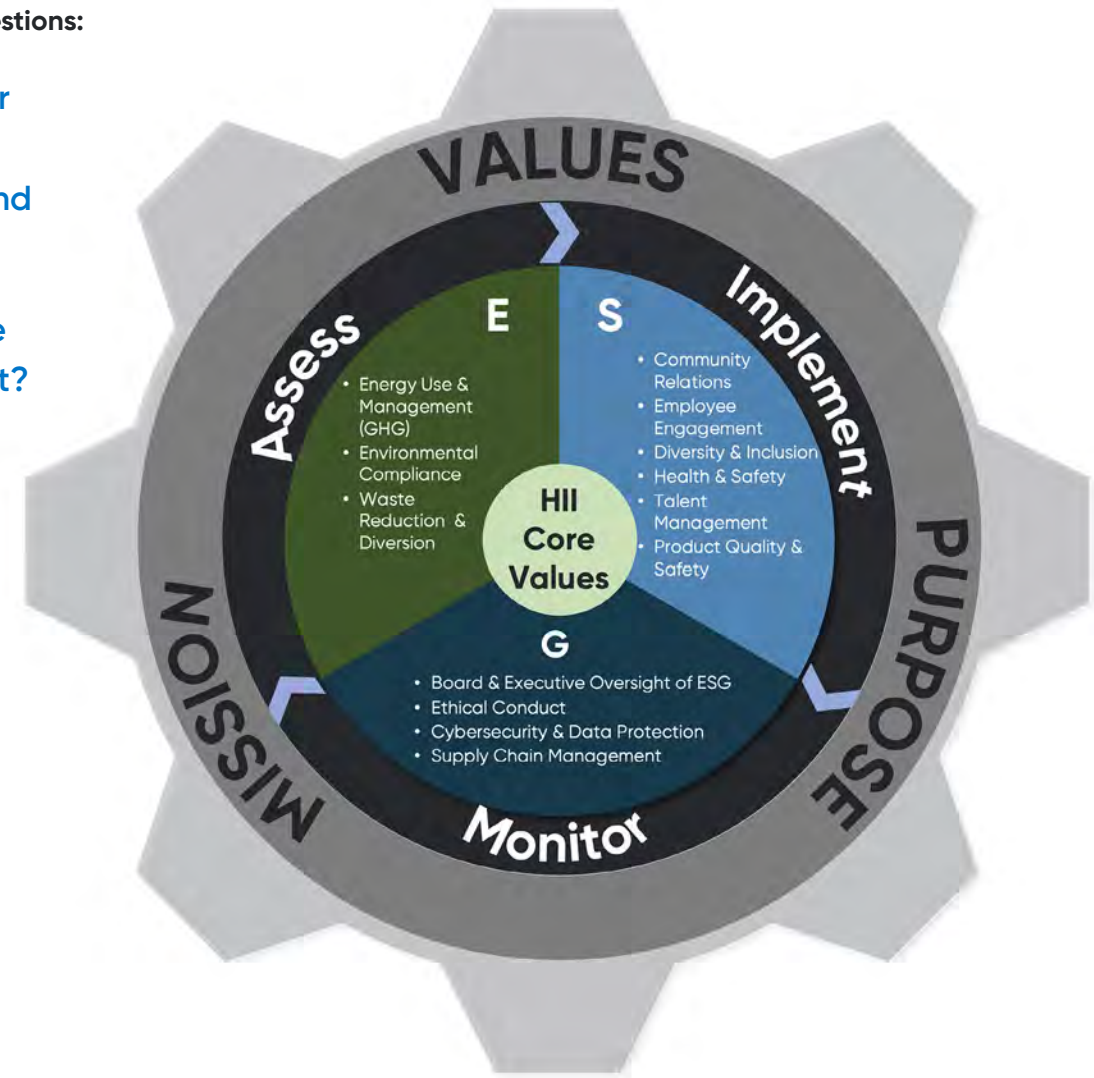 estions:
r
nd
e
t?
VALUES
PURPOSE
MISSION
Assess
Implement
Monitor
E
• Energy Use &
Management
(GHG)
• Environmental
Compliance
• Waste
Reduction &
Diversion
S
• Community
Relations
• Employee
Engagement
• Diversity & Inclusion
• Health & Safety
• Talent
Management
• Product Quality &
Safety
HII
Core
Values
G
• Board & Executive Oversight of ESG
• Ethical Conduct
• Cybersecurity & Data Protection
• Supply Chain Management